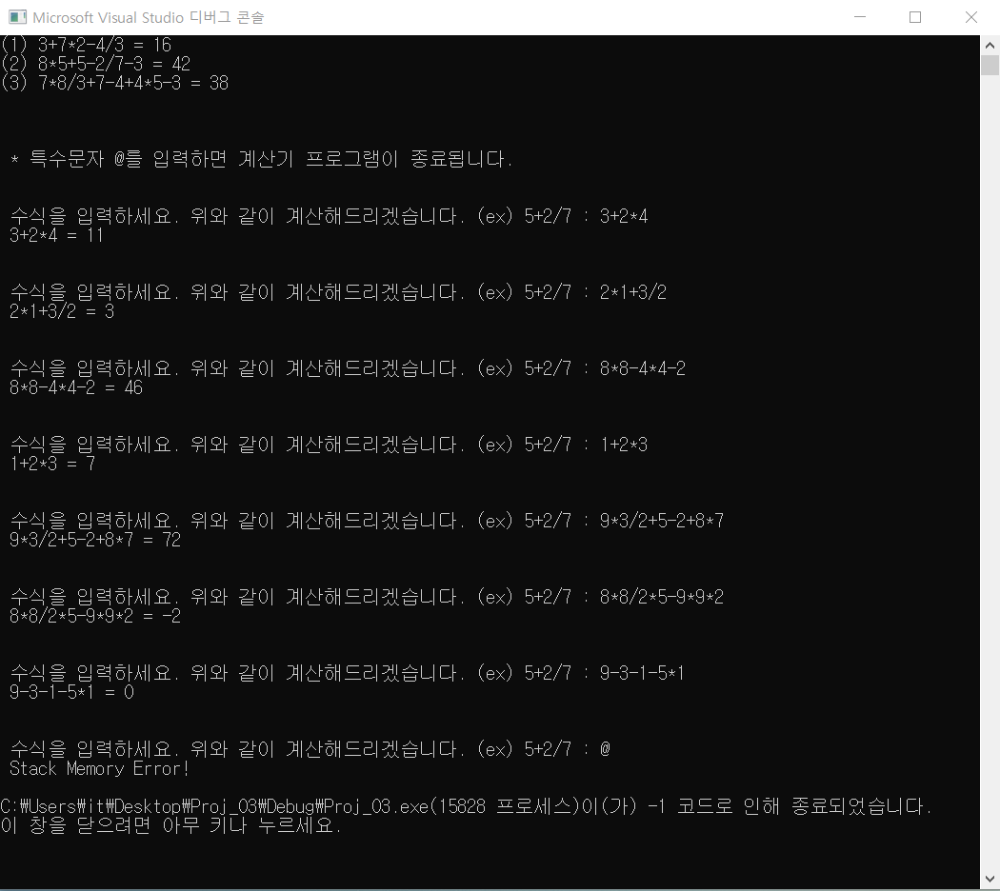 Microsoft Visual Studio 디버그 콘솔
(1) 3+7*2-4/3 = 16
(2) 8*5+5-2/7-3 = 42
(3) 7*8/3+7-4+4*5-3 = 38
* 특수문자 @를 입력하면 계산기 프로그램이 종료됩니다.
수식을 입력하세요. 위와 같이 계산해드리겠습니다. (ex) 5+2/7 : 3+2*4
3+2*4 = 11
수식을 입력하세요. 위와 같이 계산해드리겠습니다. (ex) 5+2/7 : 2*1+3/2
2*1+3/2 = 3
수식을 입력하세요. 위와 같이 계산해드리겠습니다. (ex) 5+2/7 : 8*8-4*4-2
8*8-4*4-2 = 46
수식을 입력하세요. 위와 같이 계산해드리겠습니다. (ex) 5+2/7 : 1+2*3
1+2*3 = 7
수식을 입력하세요. 위와 같이 계산해드리겠습니다. (ex) 5+2/7 : 9*3/2+5-2+8*7
9*3/2+5-2+8*7 = 72
수식을 입력하세요. 위와 같이 계산해드리겠습니다. (ex) 5+2/7 : 8*8/2*5-9*9*2
8*8/2*5-9*9*2 = -2
수식을 입력하세요. 위와 같이 계산해드리겠습니다. (ex) 5+2/7 : 9-3-1-5*1
9-3-1-5*1 = 0
수식을 입력하세요. 위와 같이 계산해드리겠습니다. (ex) 5+2/7 : @
Stack Memory Error!
C:₩Users₩it₩Desktop₩Proj_03₩Debug₩Proj_03.exe(15828 프로세스)이(가) -1 코드로 인해 종료되었습니다.
이 창을 닫으려면 아무 키나 누르세요.